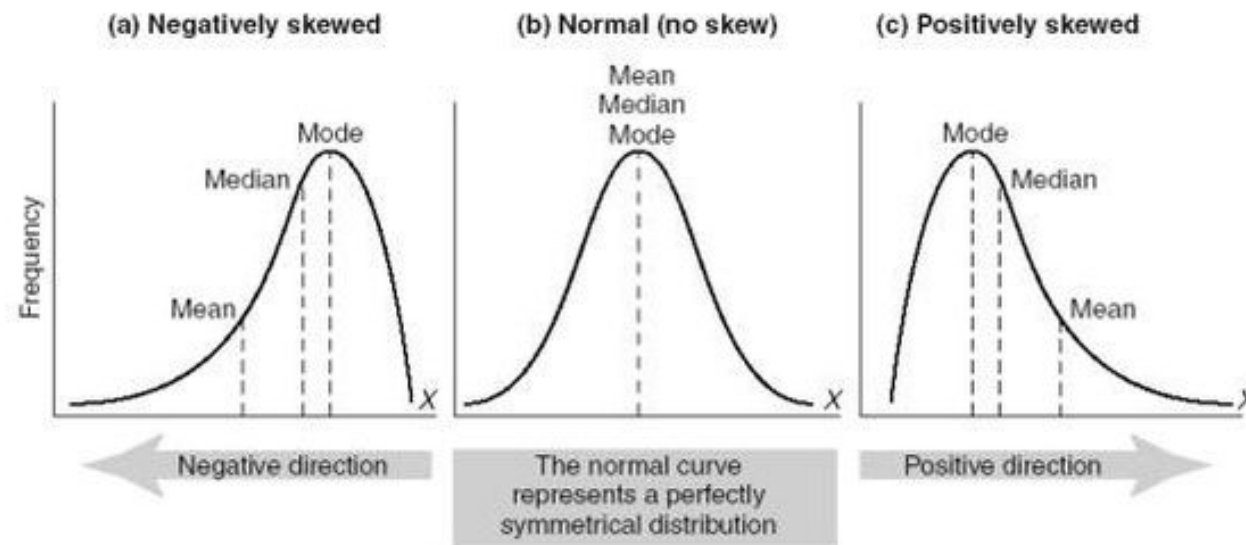 (a) Negatively skewed
(b) Normal (no skew)
(c) Positively skewed
Frequency
Mean
Median
Mode
X
Mean
Median
Mode
X
Mode
Median
Mean
X
Negative direction
The normal curve
represents a perfectly
symmetrical distribution
Positive direction